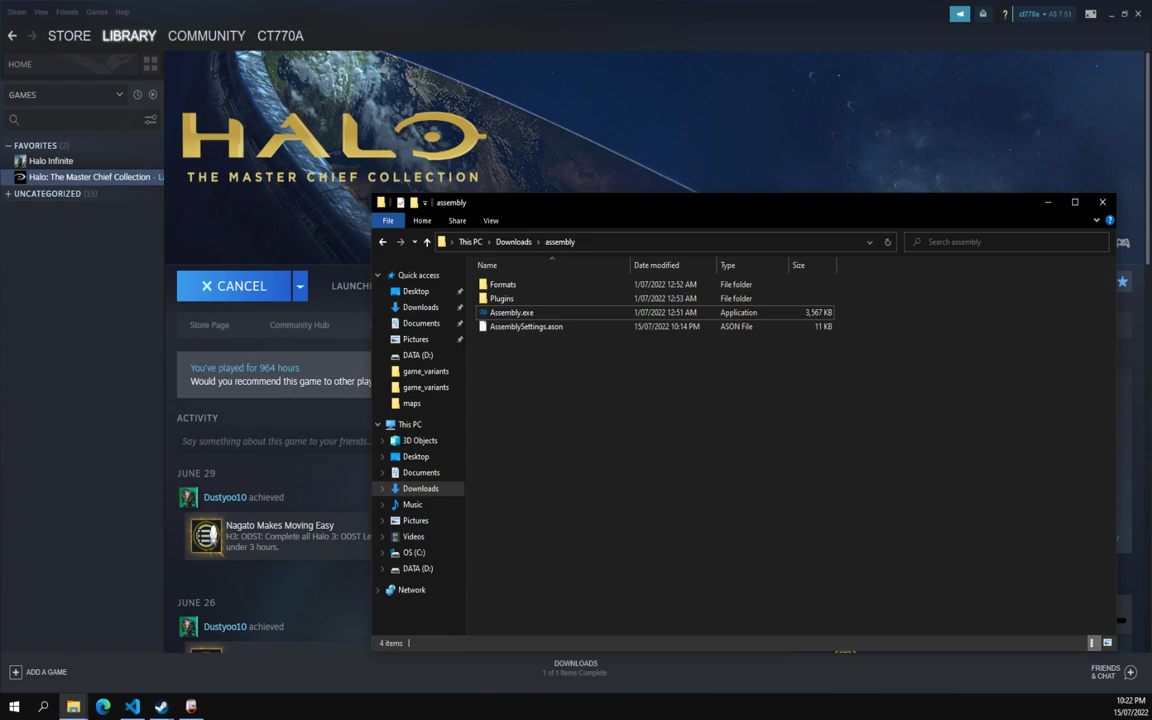 Steam View Friends Games Help
ct770a A$ 7.51
STORE LIBRARY COMMUNITY CT770A
HOME
GAMES
FAVORITES (2)
Halo Infinite
Halo: The Master Chief Collection - L
UNCATEGORIZED (15)
HALO
THE MASTER CHIEF COLLECTION
CANCEL
LAUNCHI
Store Page Community Hub
You've played for 964 hours
Would you recommend this game to other play
ACTIVITY
Say something about this game to your friends...
JUNE 29
Dustyoo10 achieved
Nagato Makes Moving Easy
H3: ODST: Complete all Halo 3: ODST Le
under 3 hours.
JUNE 26
Dustyoo10 achieved
assembly
File Home Share View
This PC Downloads assembly
Search assembly
Quick access
Desktop
Downloads
Documents
Pictures
DATA (D:)
game_variants
game_variants
maps
This PC
3D Objects
Desktop
Documents
Downloads
Music
Pictures
Videos
OS (C:)
DATA (D:)
Network
Name Date modified Type Size
Formats 1/07/2022 12:52 AM File folder
Plugins 1/07/2022 12:53 AM File folder
Assembly.exe 1/07/2022 12:51 AM Application 3,567 KB
AssemblySettings.ason 15/07/2022 10:14 PM ASON File 11 KB
4 items
ADD A GAME
DOWNLOADS
1 of 1 Items Complete
FRIENDS
& CHAT
10:22 PM
15/07/2022